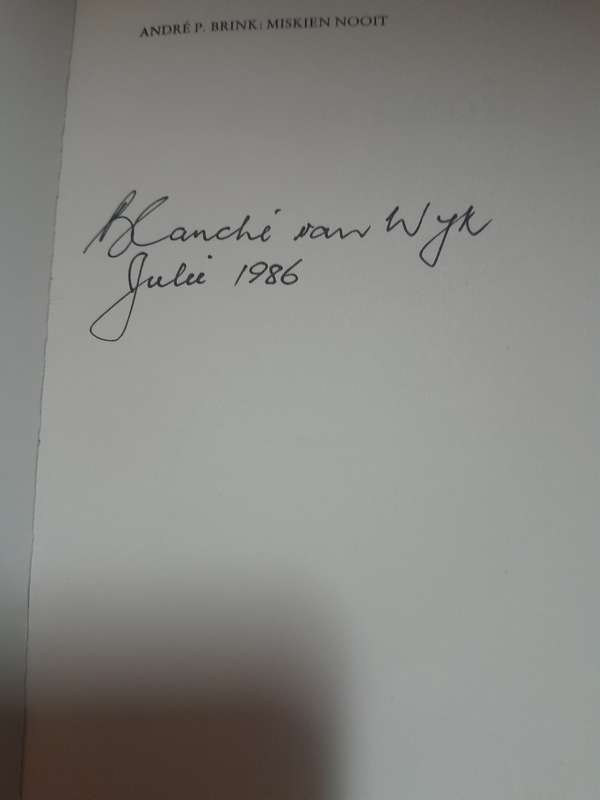 ANDRÉ P. BRINK: MISKIEN NOOIT
Blanché van Wyk
Julie 1986